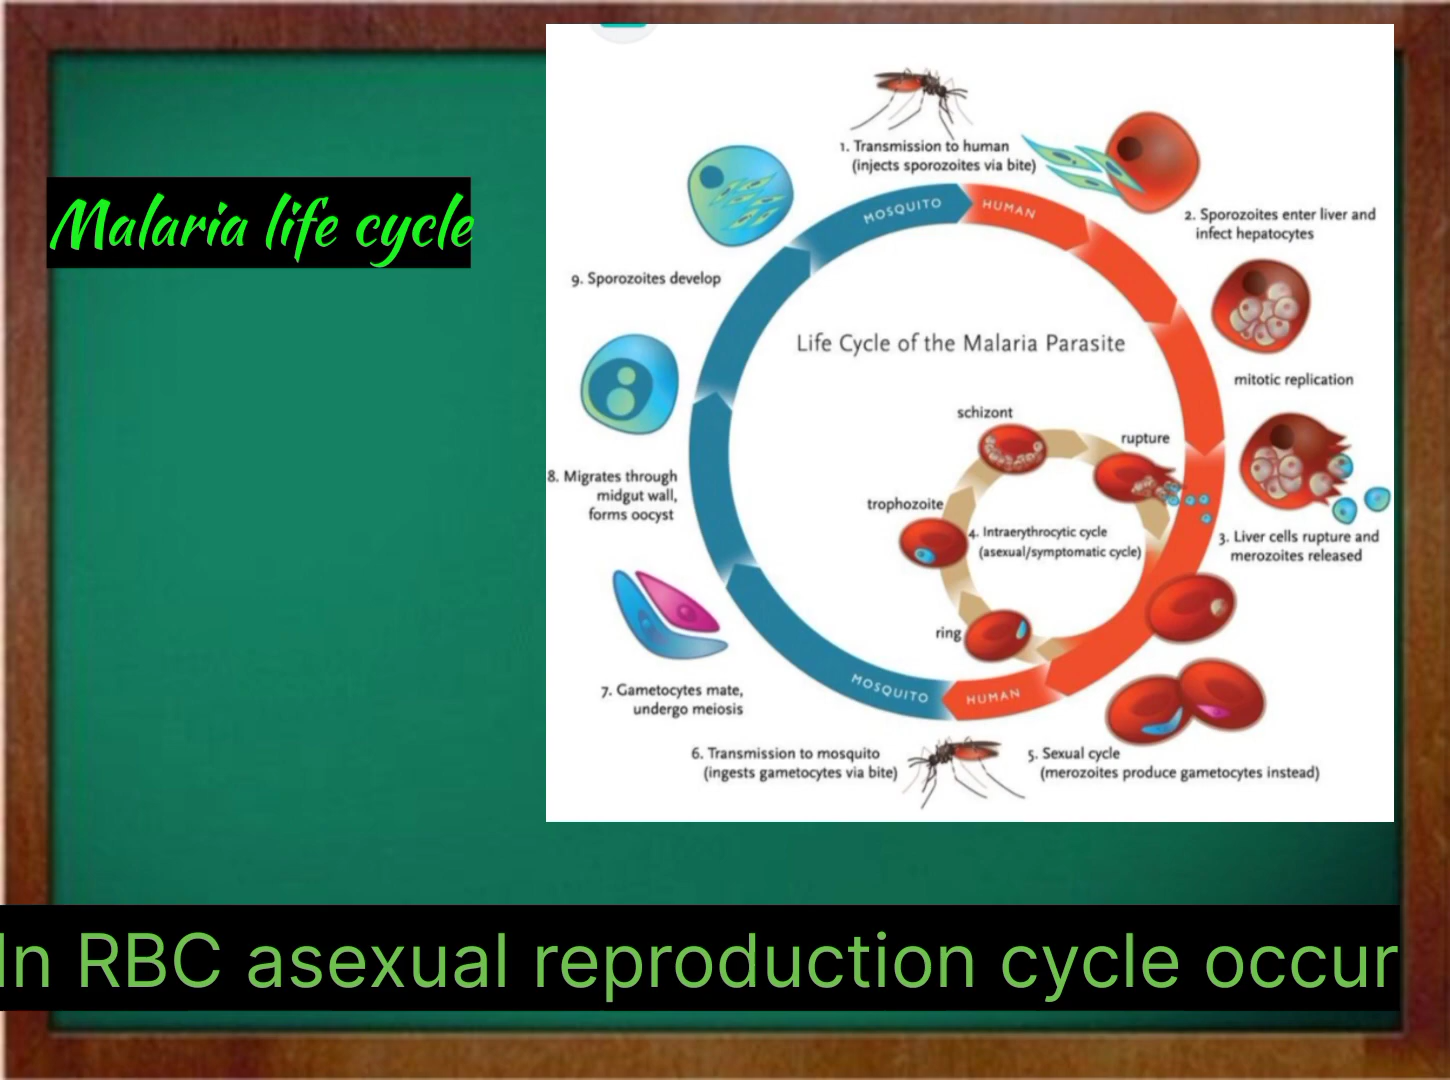 Malaria life cycle
1. Transmission to human
(injects sporozoites via bite)
MOSQUITO
HUMAN
2. Sporozoites enter liver and
infect hepatocytes
9. Sporozoites develop
Life Cycle of the Malaria Parasite
mitotic replication
schizont
rupture
8. Migrates through
midgut wall,
forms oocyst
trophozoite
4. Intraerythrocytic cycle
(asexual/symptomatic cycle)
3. Liver cells rupture and
merozoites released
ring
7. Gametocytes mate,
undergo meiosis
MOSQUITO
HUMAN
6. Transmission to mosquito
(ingests gametocytes via bite)
5. Sexual cycle
(merozoites produce gametocytes instead)
In RBC asexual reproduction cycle occur